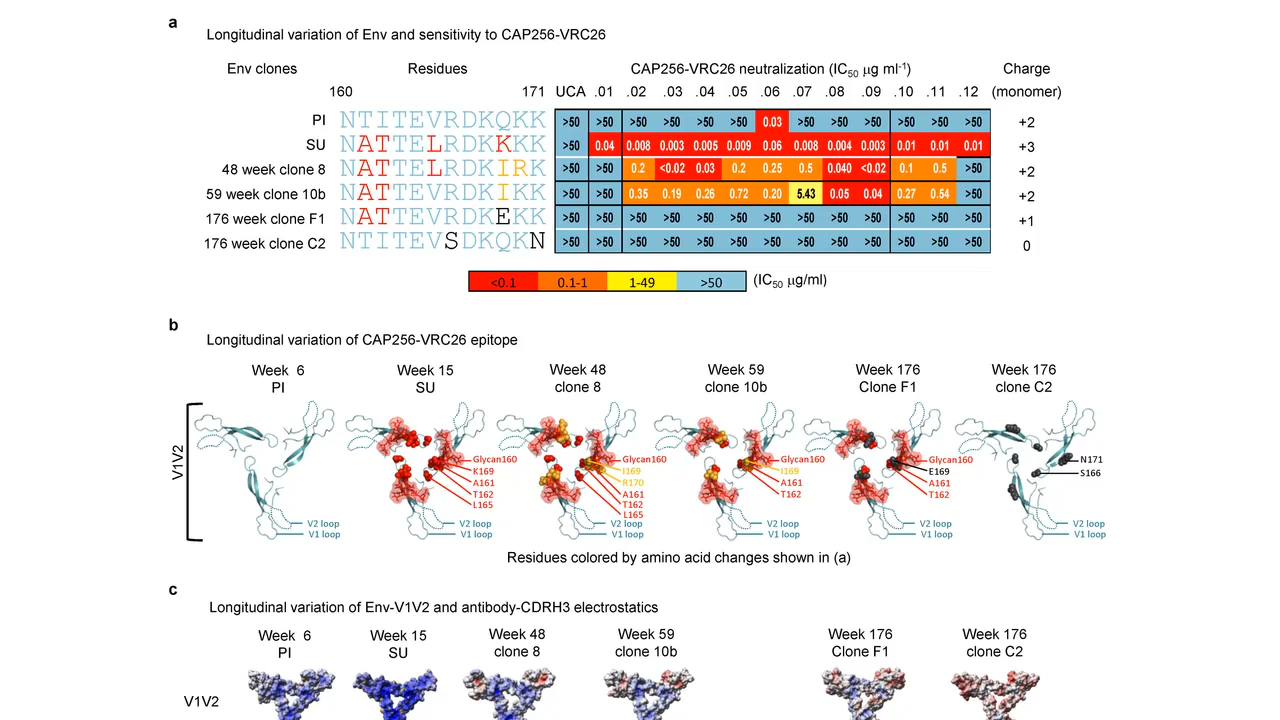 a
Longitudinal variation of Env and sensitivity to CAP256-VRC26
Env clones Residues CAP256-VRC26 neutralization (IC50 μg ml-1) Charge
160 171 UCA .01 .02 .03 .04 .05 .06 .07 .08 .09 .10 .11 .12 (monomer)
PI NTITEVRDKQKK >50 >50 >50 >50 >50 >50 0.03 >50 >50 >50 >50 >50 >50 +2
SU NATTELRDKKKK >50 0.04 0.008 0.003 0.005 0.009 0.06 0.008 0.004 0.003 0.01 0.01 0.01 +3
48 week clone 8 NATTELRDKIRK >50 >50 0.2 <0.02 0.03 0.2 0.25 0.5 0.040 <0.02 0.1 0.5 >50 +2
59 week clone 10b NATTEVRDKIKK >50 >50 0.35 0.19 0.26 0.72 0.20 5.43 0.05 0.04 0.27 0.54 >50 +2
176 week clone F1 NATTEVRDKEKK >50 >50 >50 >50 >50 >50 >50 >50 >50 >50 >50 >50 >50 +1
176 week clone C2 NTITEVSDKQKN >50 >50 >50 >50 >50 >50 >50 >50 >50 >50 >50 >50 >50 0
<0.1 0.1-1 1-49 >50 (IC50 μg/ml)
b
Longitudinal variation of CAP256-VRC26 epitope
Week 6 Week 15 Week 48 Week 59 Week 176 Week 176
PI SU clone 8 clone 10b Clone F1 clone C2
V1V2
Glycan160
K169
A161
T162
L165
Glycan160
I169
R170
A161
T162
L165
Glycan160
I169
A161
T162
Glycan160
E169
A161
T162
N171
S166
V2 loop
V1 loop
V2 loop
V1 loop
V2 loop
V1 loop
V2 loop
V1 loop
V2 loop
V1 loop
V2 loop
V1 loop
Residues colored by amino acid changes shown in (a)
c
Longitudinal variation of Env-V1V2 and antibody-CDRH3 electrostatics
Week 6 Week 15 Week 48 Week 59 Week 176 Week 176
PI SU clone 8 clone 10b Clone F1 clone C2
V1V2